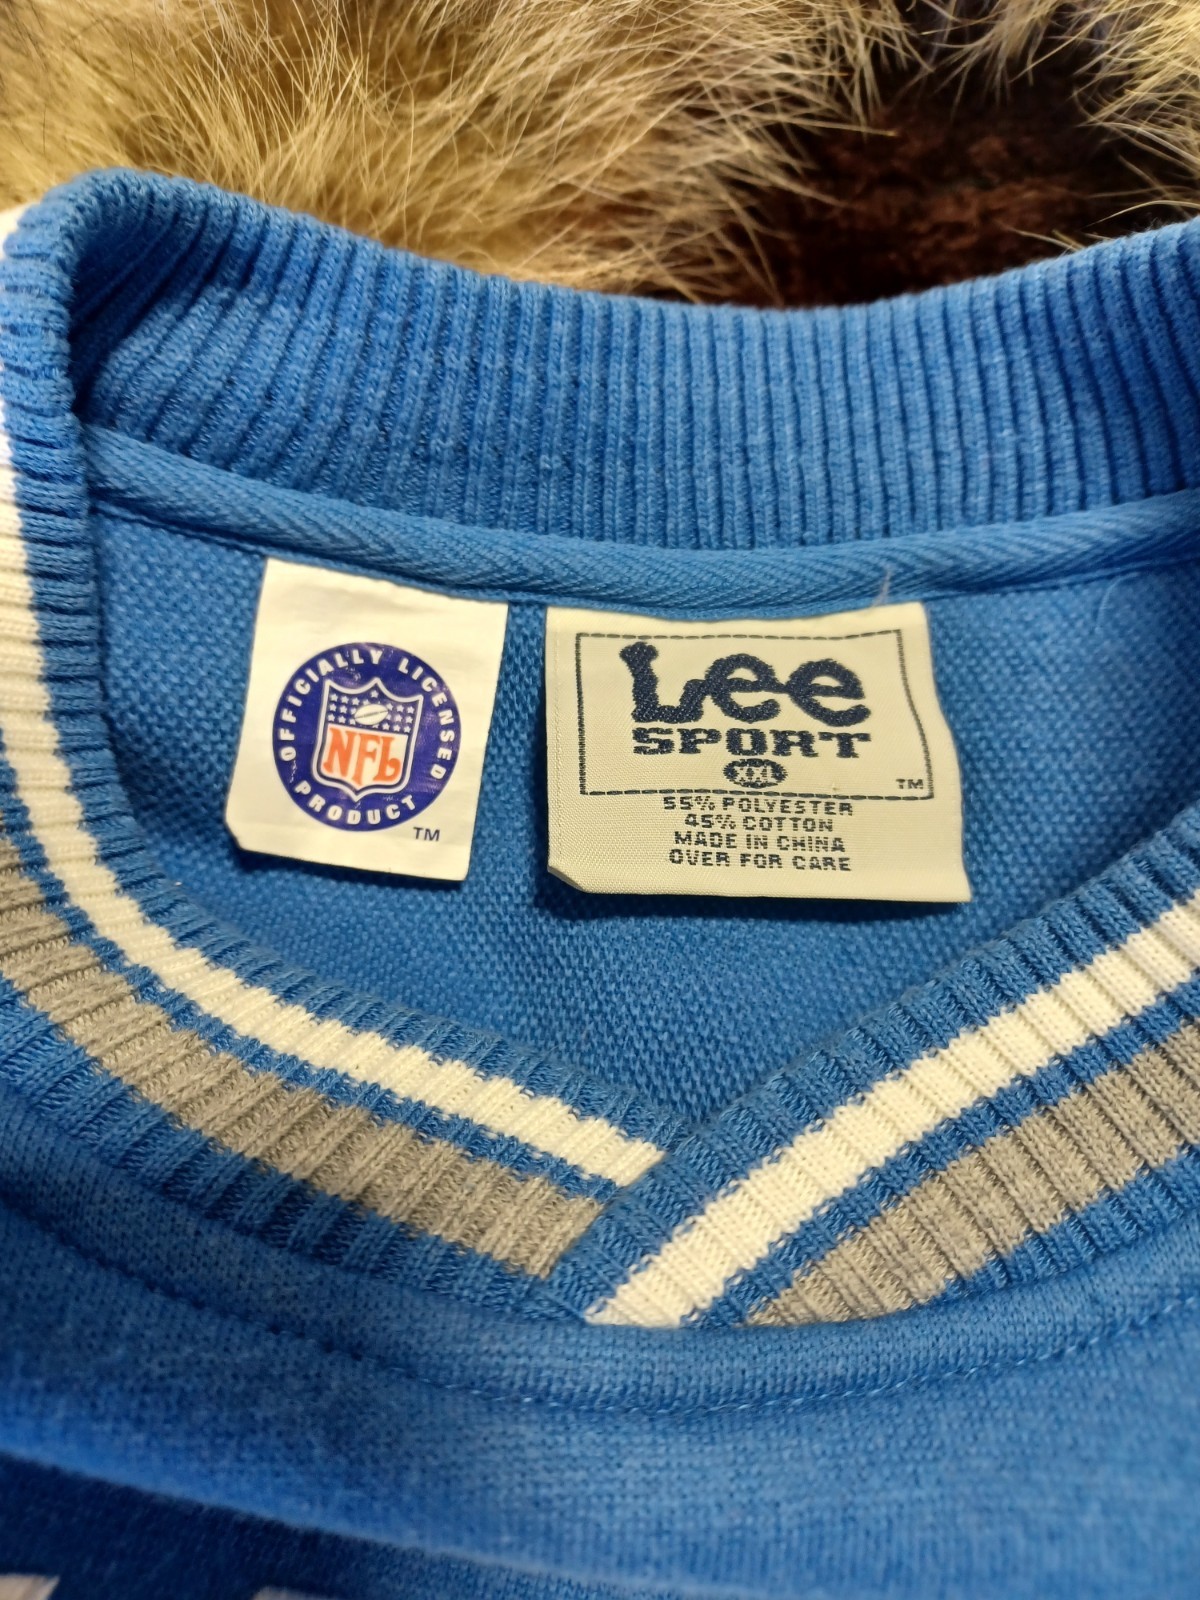 OFFICIALLY LICENSED
NFL
PRODUCT
TM
Lee
SPORT
XXL
TM
55% POLYESTER
45% COTTON
MADE IN CHINA
OVER FOR CARE